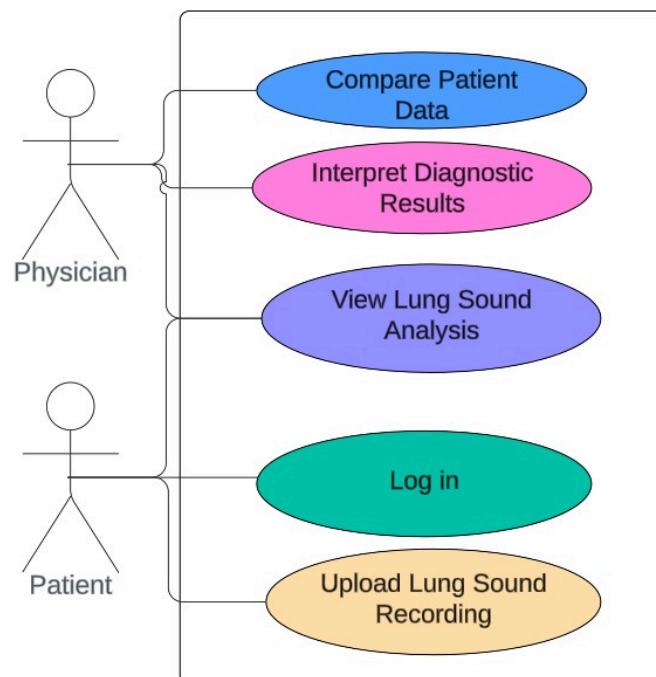 Compare Patient
Data
Interpret Diagnostic
Results
Physician
View Lung Sound
Analysis
Log in
Patient
Upload Lung Sound
Recording